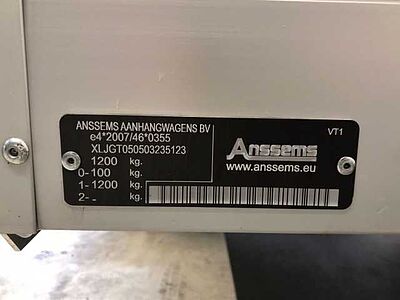 ANSSEMS AANHANGWAGENS BV
e4*2007/46*0355
XLJGT050503235123
1200 kg.
0- 100 kg.
1- 1200 kg.
2- - kg.
Anssems
www.anssems.eu
VT1